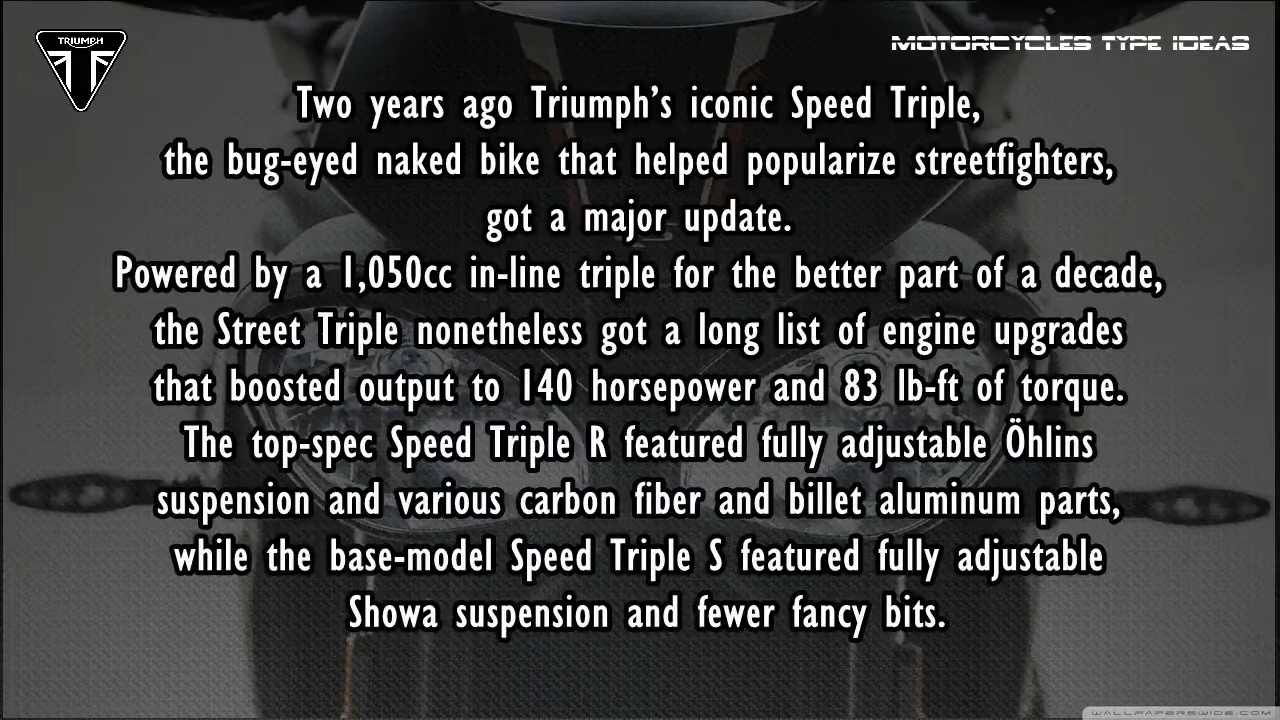 TRIUMPH
MOTORCYCLES TYPE IDEAS
Two years ago Triumph’s iconic Speed Triple,
the bug-eyed naked bike that helped popularize streetfighters,
got a major update.
Powered by a 1,050cc in-line triple for the better part of a decade,
the Street Triple nonetheless got a long list of engine upgrades
that boosted output to 140 horsepower and 83 lb-ft of torque.
The top-spec Speed Triple R featured fully adjustable Öhlins
suspension and various carbon fiber and billet aluminum parts,
while the base-model Speed Triple S featured fully adjustable
Showa suspension and fewer fancy bits.
WALLPAPERSWIDE.COM